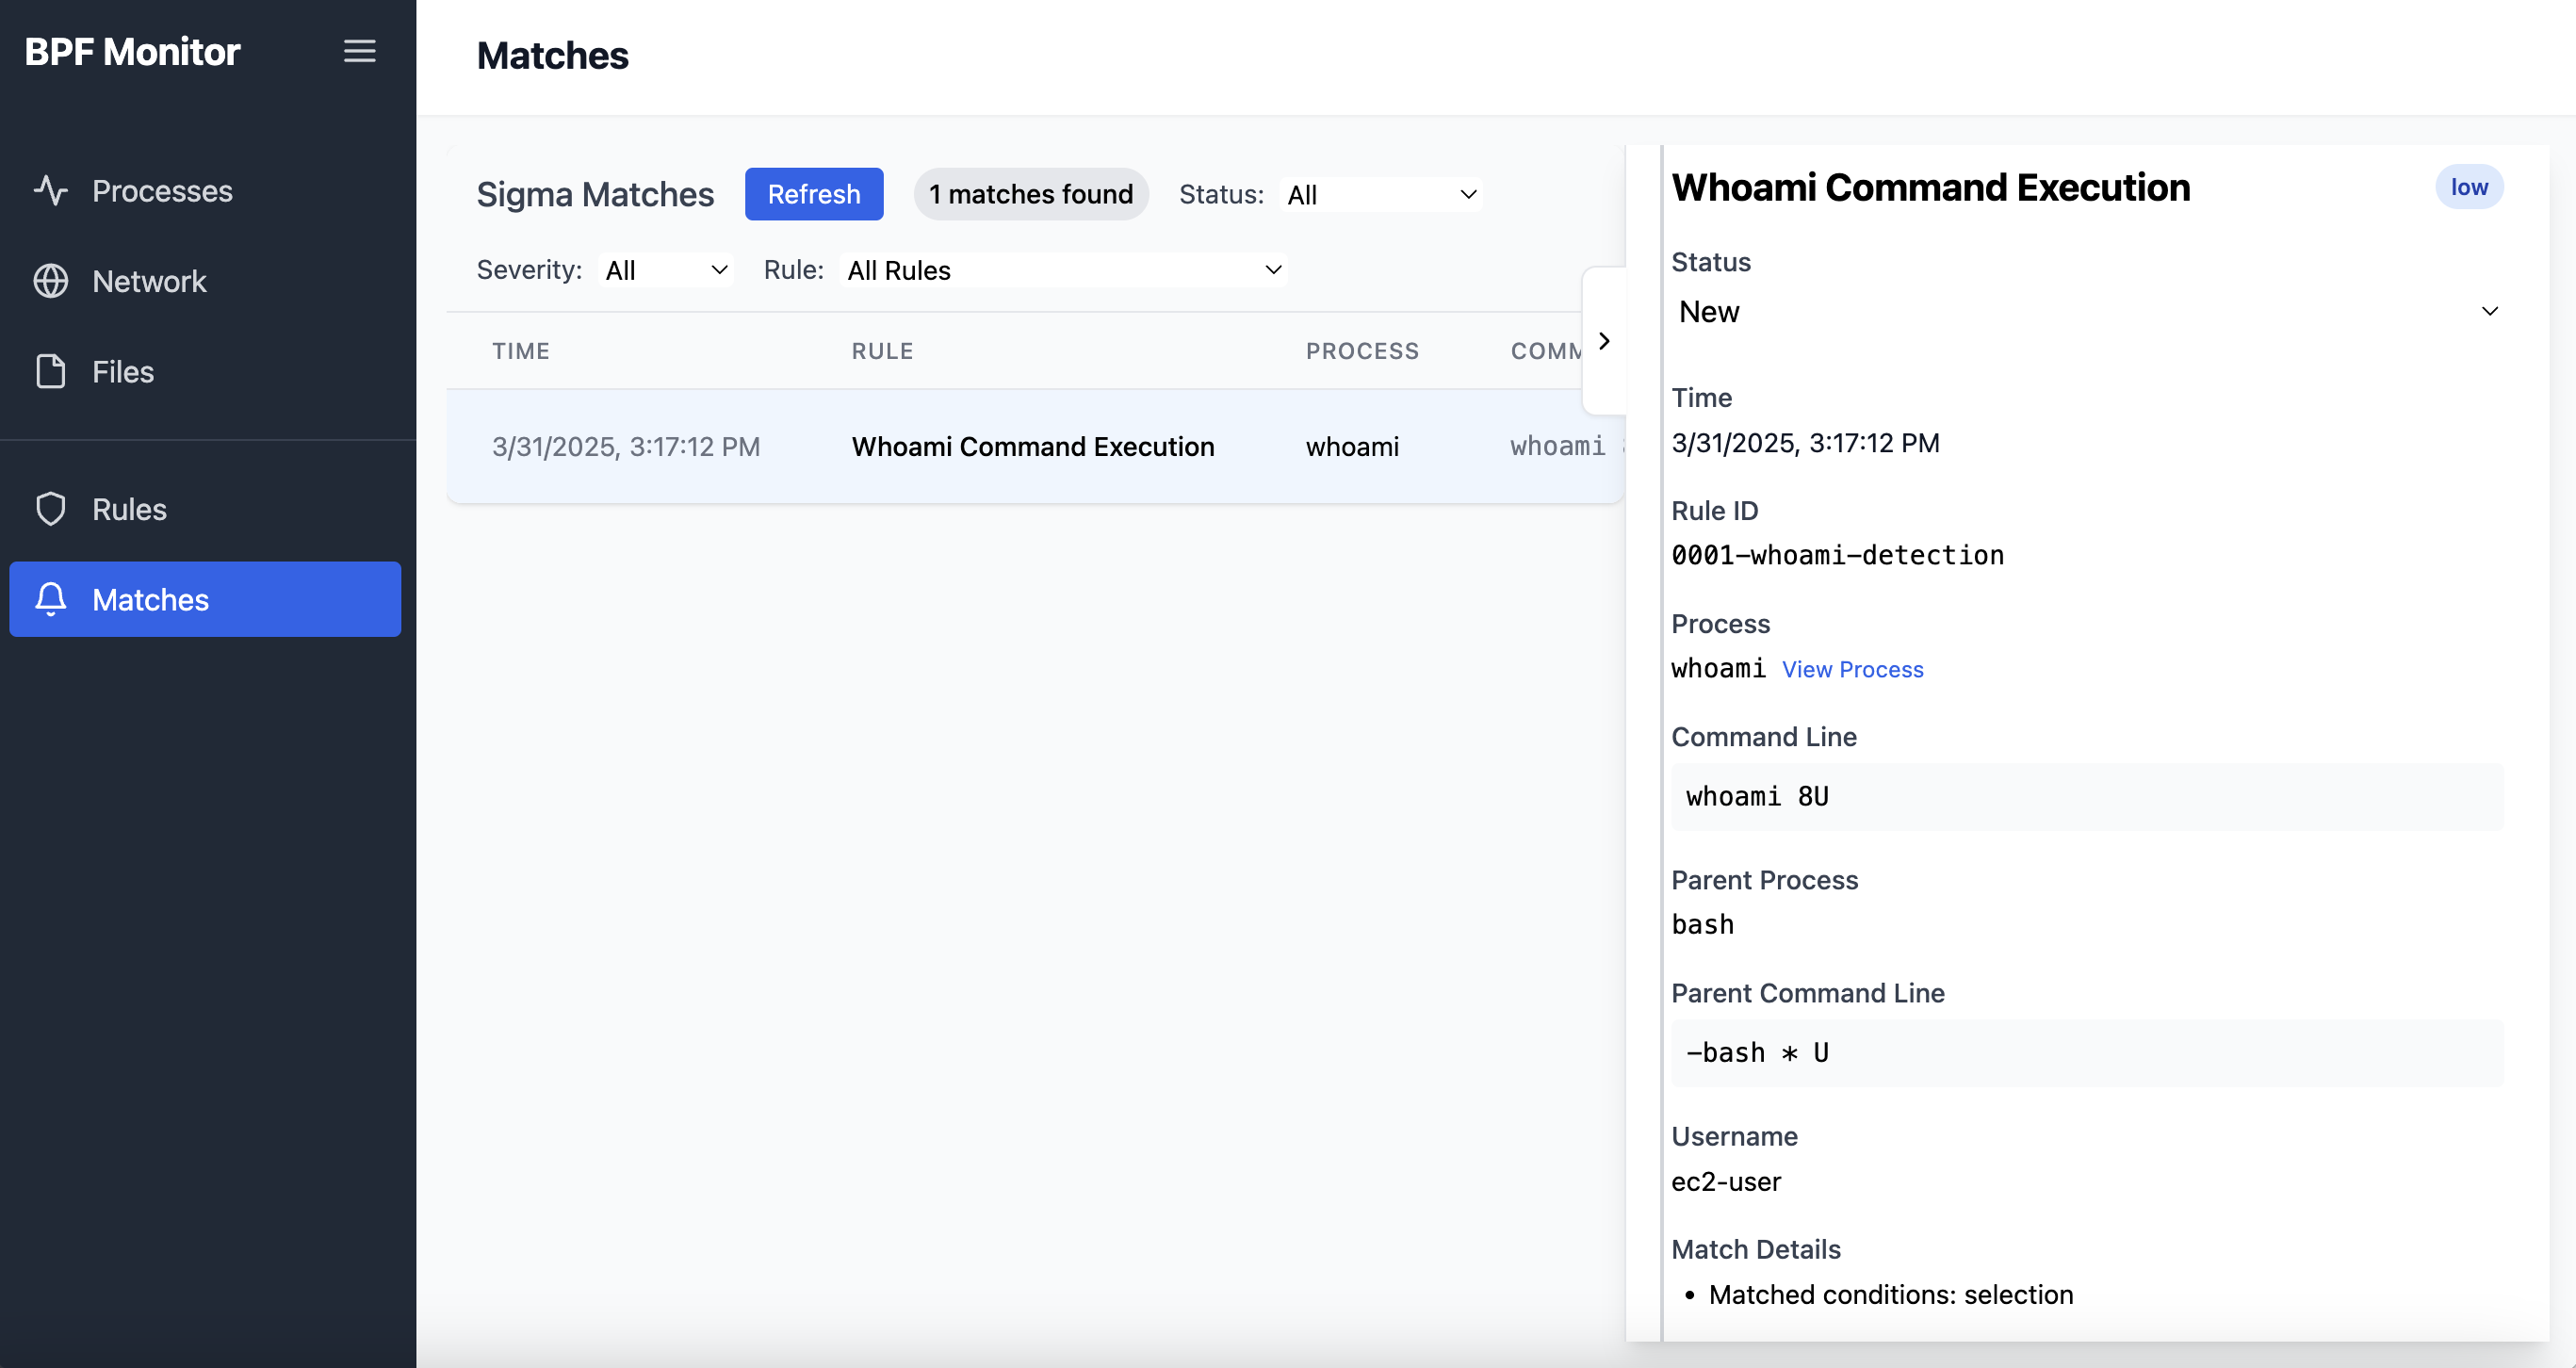 BPF Monitor
Processes
Network
Files
Rules
Matches
Matches
Sigma Matches Refresh 1 matches found Status: All
Severity: All Rule: All Rules
TIME RULE PROCESS COMM
3/31/2025, 3:17:12 PM Whoami Command Execution whoami whoami
Whoami Command Execution low
Status
New
Time
3/31/2025, 3:17:12 PM
Rule ID
0001-whoami-detection
Process
whoami View Process
Command Line
whoami 8U
Parent Process
bash
Parent Command Line
-bash * U
Username
ec2-user
Match Details
• Matched conditions: selection